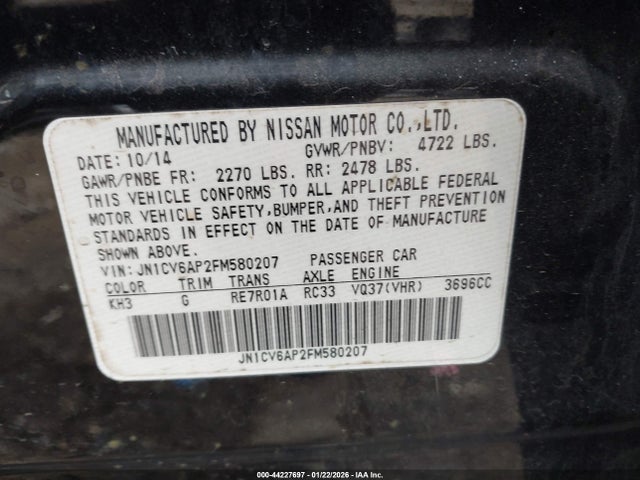 MANUFACTURED BY NISSAN MOTOR CO.,LTD.
DATE: 10/14 GVWR/PNBV: 4722 LBS.
GAWR/PNBE FR: 2270 LBS. RR: 2478 LBS.
THIS VEHICLE CONFORMS TO ALL APPLICABLE FEDERAL
MOTOR VEHICLE SAFETY,BUMPER,AND THEFT PREVENTION
STANDARDS IN EFFECT ON THE DATE OF MANUFACTURE
SHOWN ABOVE.
VIN: JN1CV6AP2FM580207 PASSENGER CAR
COLOR TRIM TRANS AXLE ENGINE
KH3 G RE7R01A RC33 VQ37(VHR) 3696CC
JN1CV6AP2FM580207
000-44227697 - 01/22/2026 - IAA Inc.